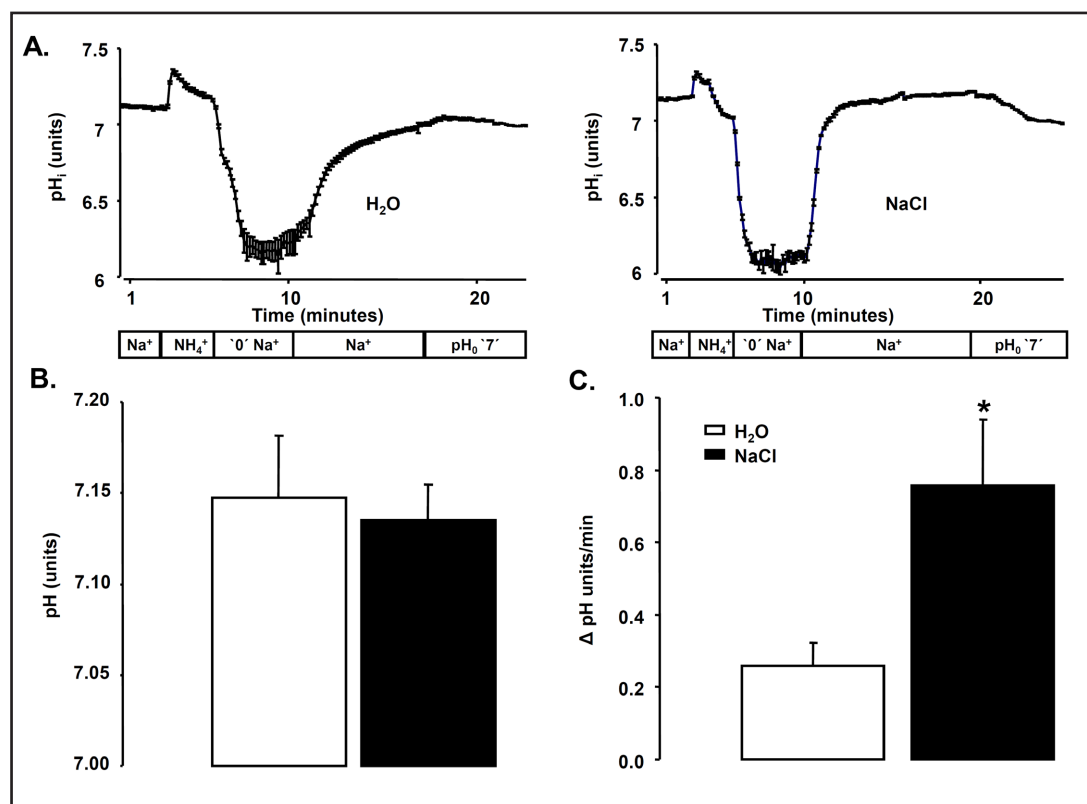 A.
7.5
7
6.5
6
pHi (units)
H2O
1
10
20
Time (minutes)
Na+
NH4+
`0´ Na+
Na+
pH0 `7´
7.5
7
6.5
6
pHi (units)
NaCl
1
10
20
Time (minutes)
Na+
NH4+
`0´ Na+
Na+
pH0 `7´
B.
7.20
7.15
7.10
7.05
7.00
pH (units)
C.
1.0
0.8
0.6
0.4
0.2
0.0
Δ pH units/min
H2O
NaCl
*